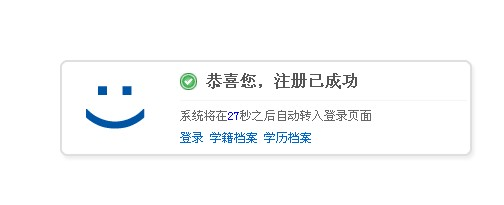 恭喜您，注册已成功
系统将在27秒之后自动转入登录页面
登录 学籍档案 学历档案